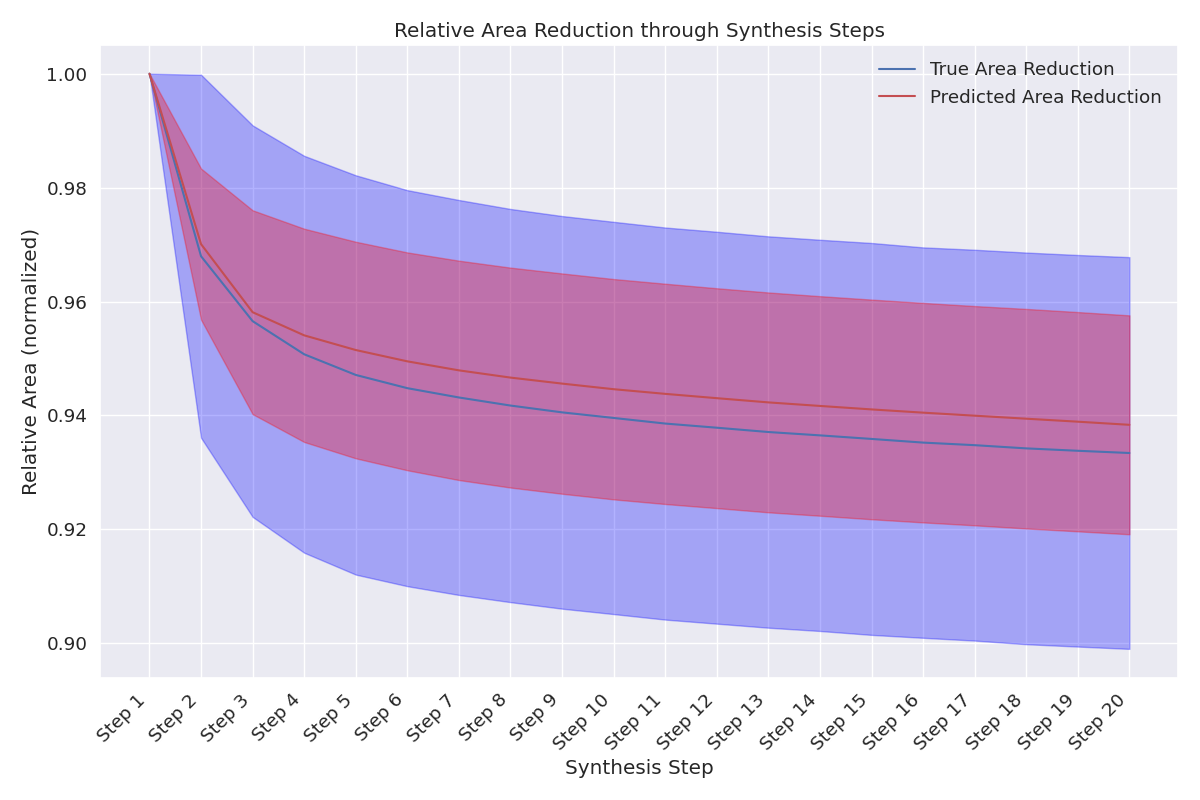 Relative Area Reduction through Synthesis Steps
True Area Reduction
Predicted Area Reduction
Relative Area (normalized)
1.00
0.98
0.96
0.94
0.92
0.90
Step 1
Step 2
Step 3
Step 4
Step 5
Step 6
Step 7
Step 8
Step 9
Step 10
Step 11
Step 12
Step 13
Step 14
Step 15
Step 16
Step 17
Step 18
Step 19
Step 20
Synthesis Step